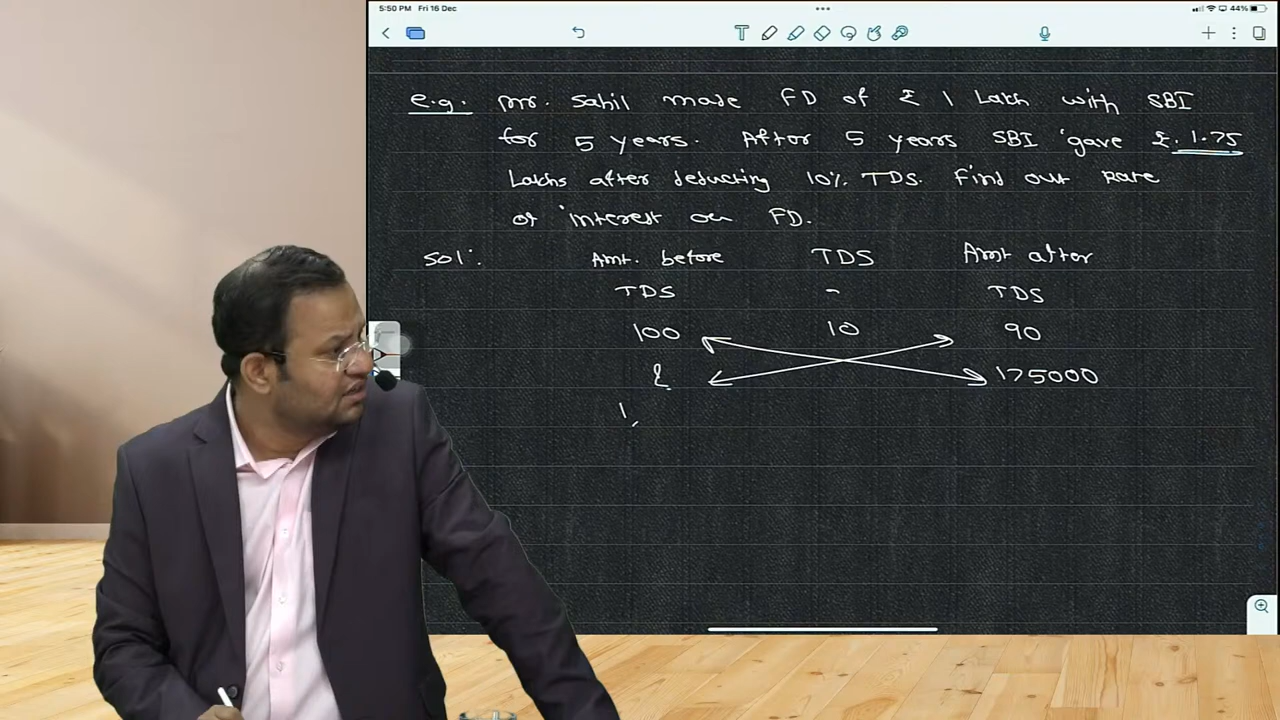 5:50 PM Fri 16 Dec
44%
e.g. Mr. Sahil made FD of ₹ 1 Lakh with SBI
for 5 years. After 5 years SBI gave ₹. 1.75
Lakhs after deducting 10% TDS. Find out Rate
of interest on FD.
Sol: Amt. before TDS Amt after
TDS - TDS
100 10 90
? 175000
1,